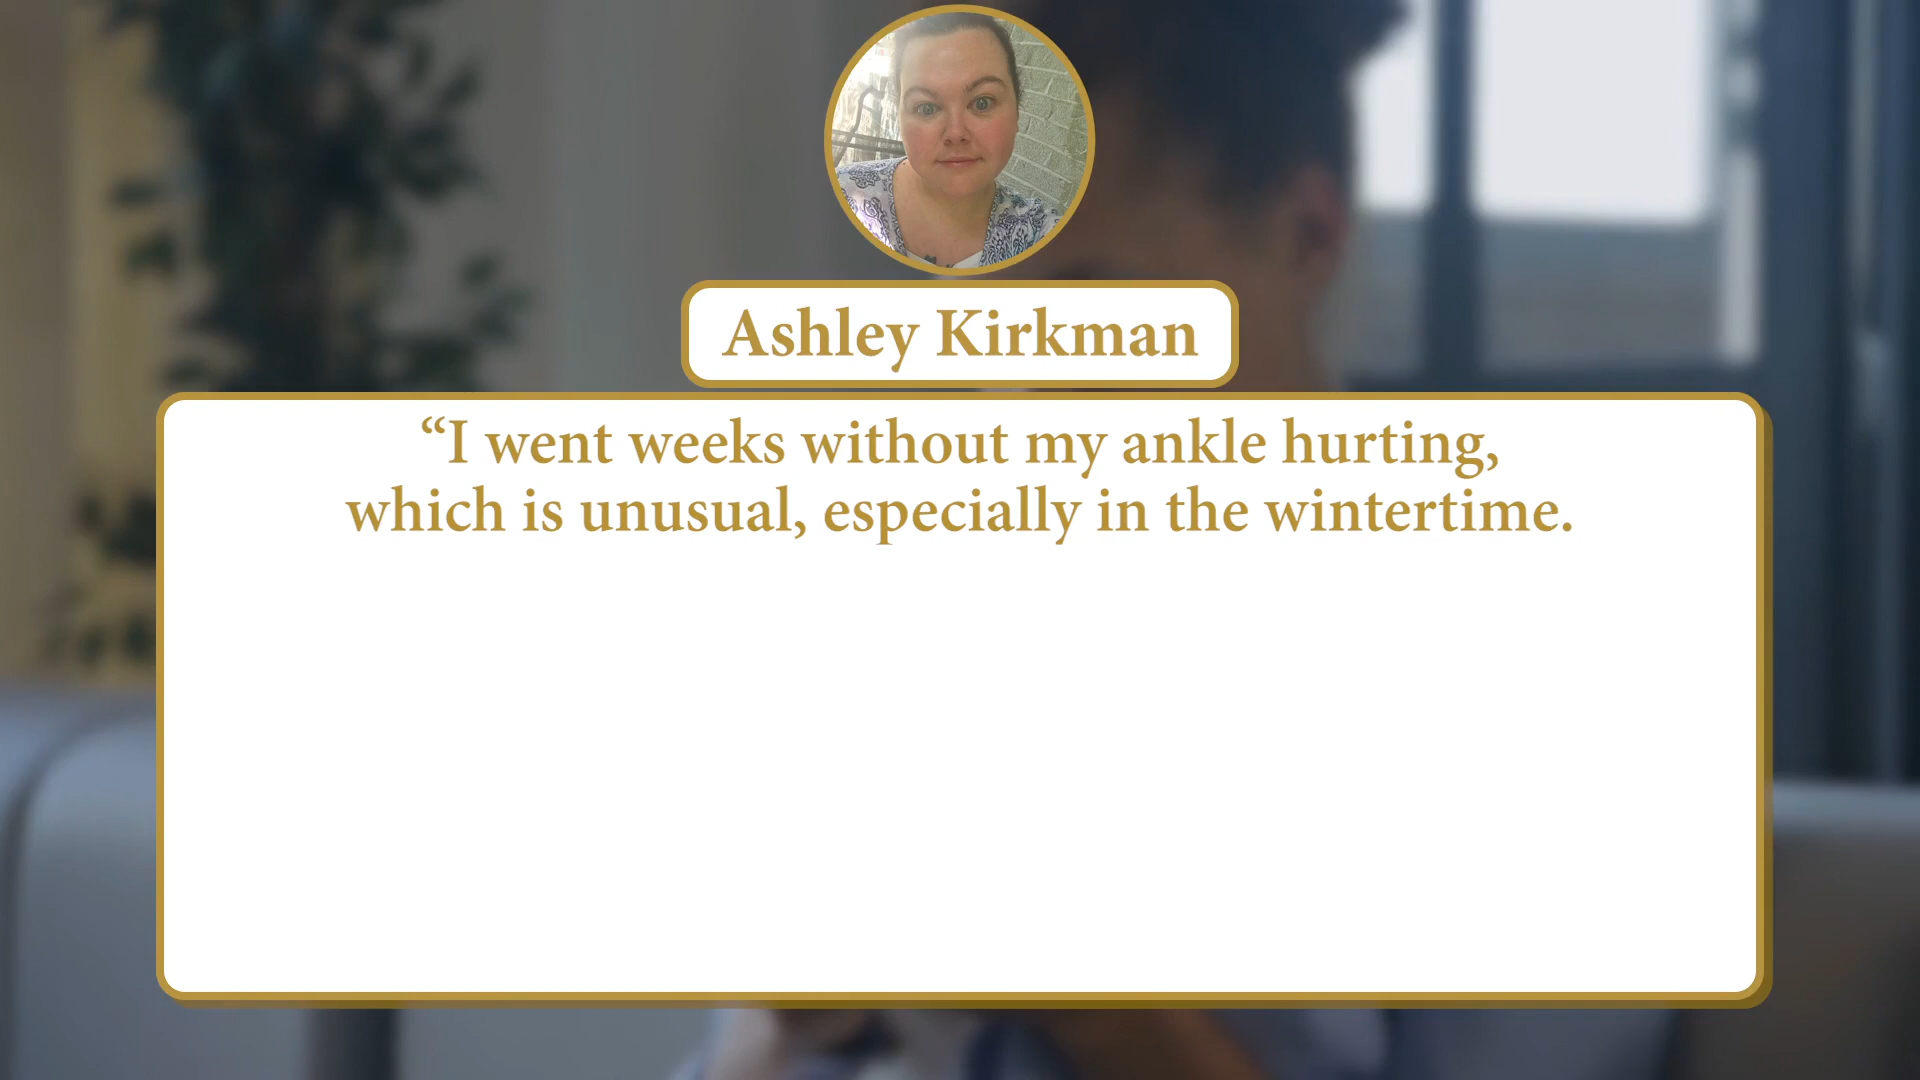 Ashley Kirkman
“I went weeks without my ankle hurting,
which is unusual, especially in the wintertime.